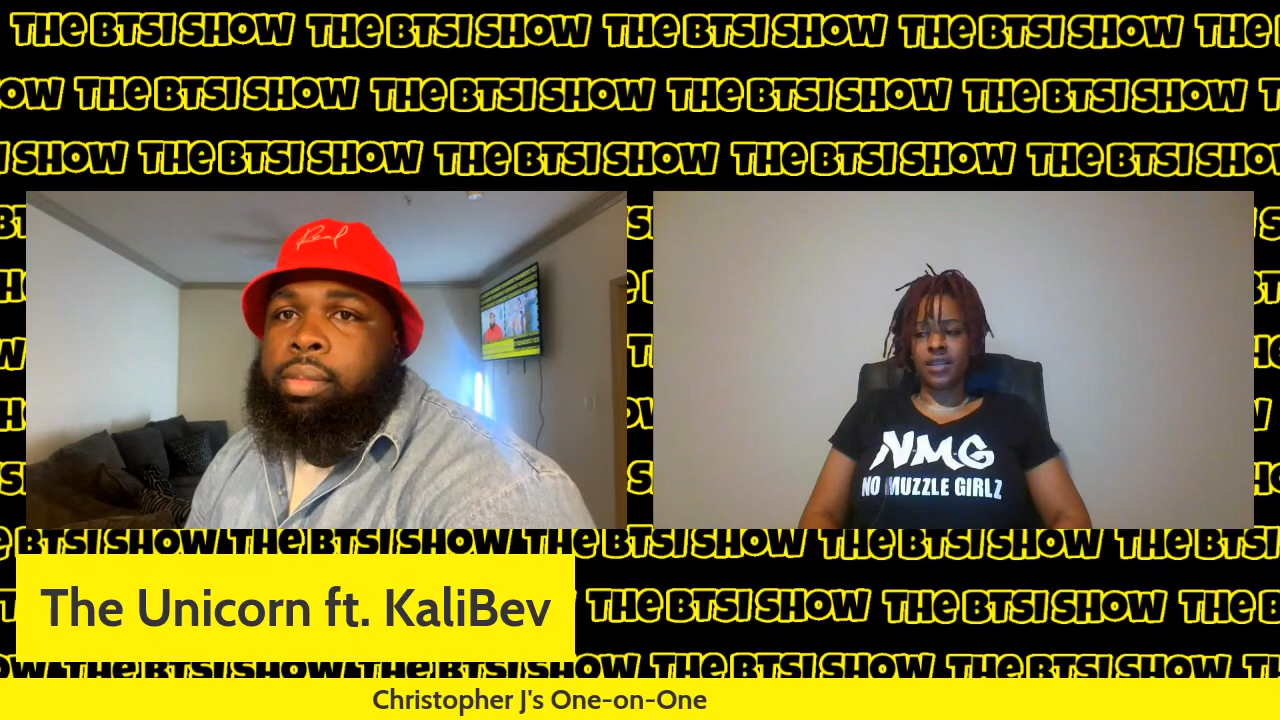 THe BTSI SHOW THe BTSI SHOW THe BTSI SHOW THe BTSI SHOW THe
OW THe BTSI SHOW THe BTSI SHOW THe BTSI SHOW THe BTSI SHOW
I SHOW THe BTSI SHOW THe BTSI SHOW THe BTSI SHOW THe BTSI SHOW
Real
N.M.G
NO MUZZLE GIRLZ
e BTSI SHOW THe BTSI SHOW THe BTSI SHOW THe BTSI SHOW THe BTSI
The Unicorn ft. KaliBev
THe BTSI SHOW THe BTSI SHOW THe B
OW THe BTSI SHOW THe BTSI SHOW THe BTSI SHOW THe BTSI SHOW
Christopher J's One-on-One